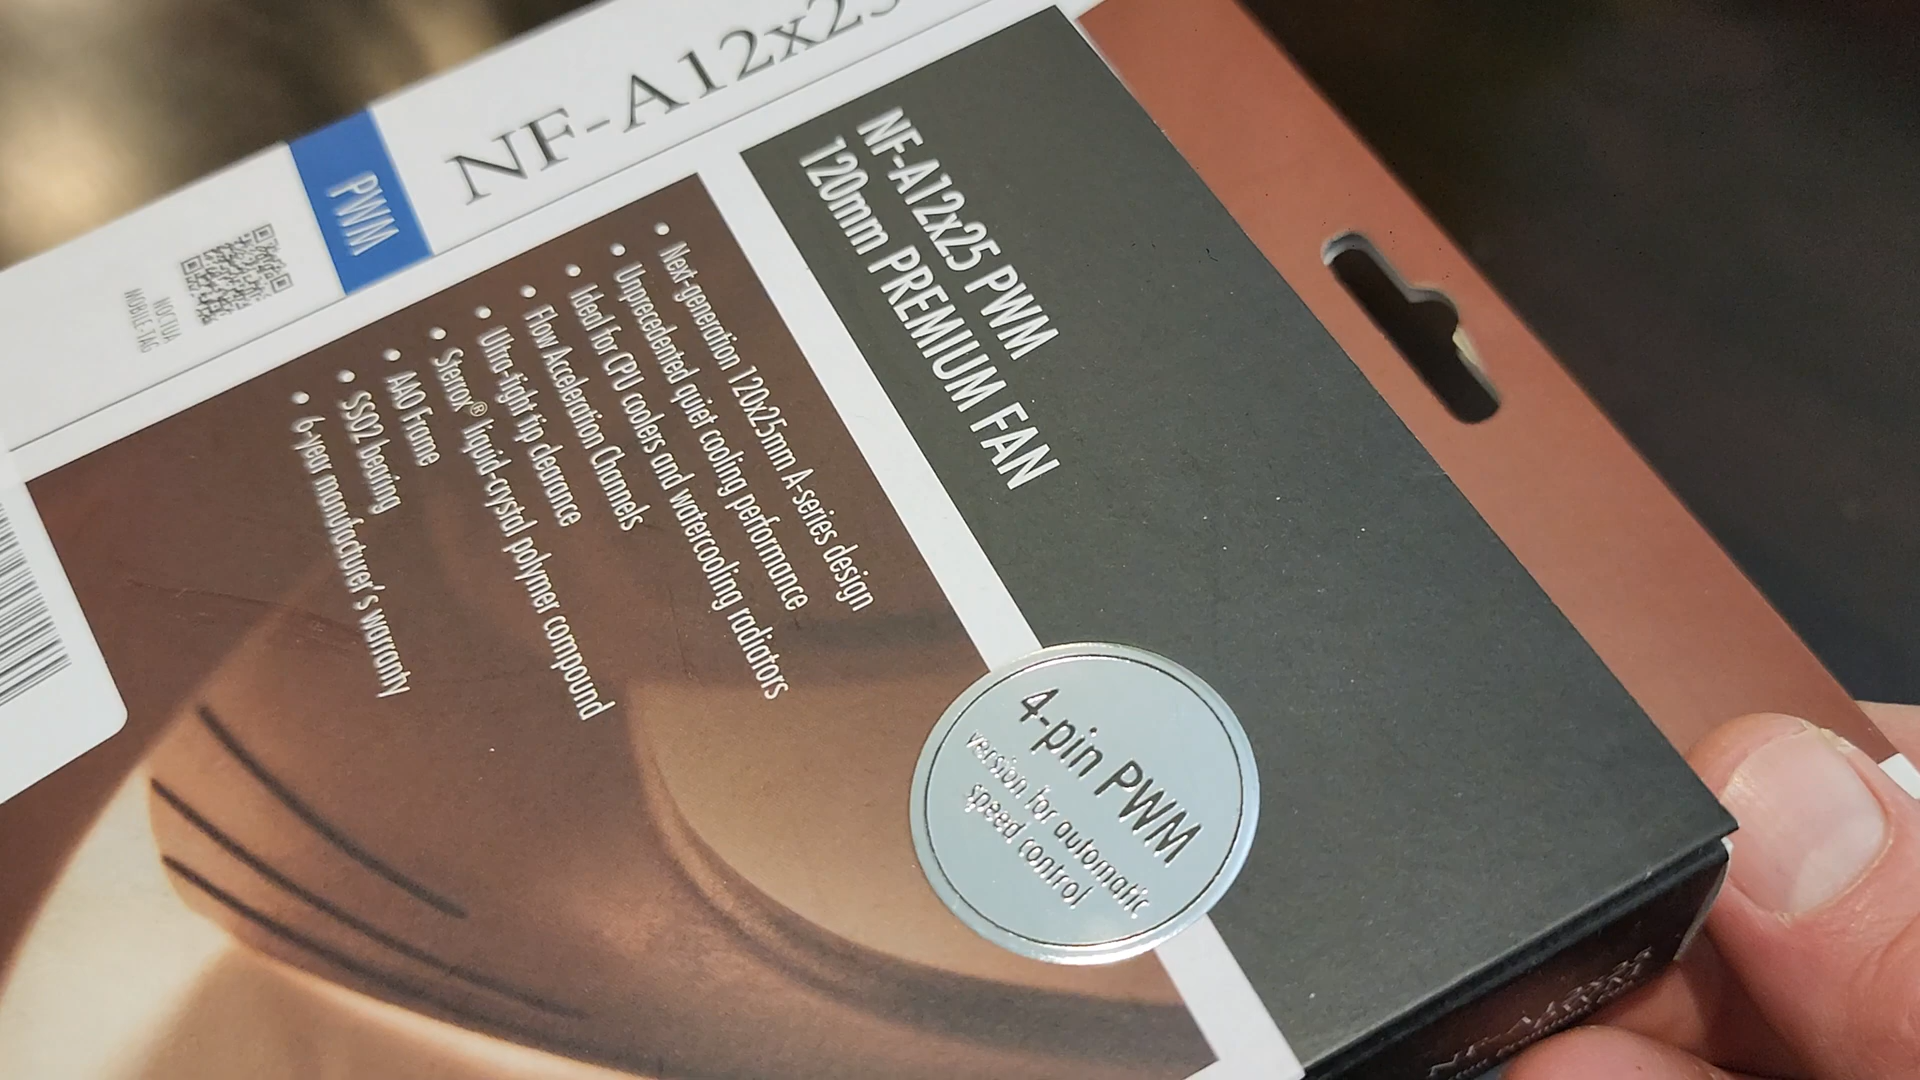 NF-A12x25
PWM
NOCTUA
MOBILE-TAG
NF-A12x25 PWM
120mm PREMIUM FAN
• Next-generation 120x25mm A-series design
• Unprecedented quiet cooling performance
• Ideal for CPU coolers and watercooling radiators
• Flow Acceleration Channels
• Ultra-tight tip clearance
• Sterrox® liquid-crystal polymer compound
• AAO Frame
• SSO2 bearing
• 6-year manufacturer's warranty
4-pin PWM
version for automatic
speed control
NF-A12x25